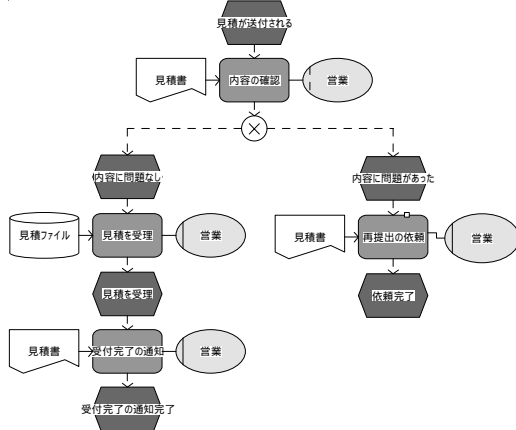 見積が送付される
見積書
内容の確認
営業
内容に問題なし
内容に問題があった
見積ファイル
見積を受理
営業
見積書
再提出の依頼
営業
見積を受理
依頼完了
見積書
受付完了の通知
営業
受付完了の通知完了